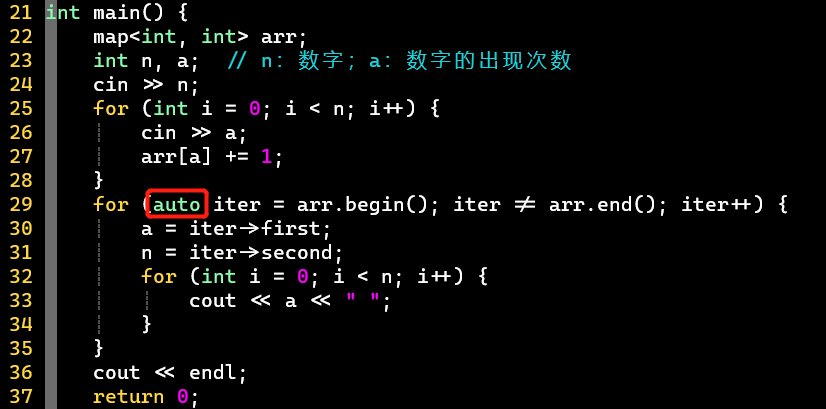 21 int main() {
22     map<int, int> arr;
23     int n, a;  // n: 数字; a: 数字的出现次数
24     cin >> n;
25     for (int i = 0; i < n; i++) {
26         cin >> a;
27         arr[a] += 1;
28     }
29     for (auto iter = arr.begin(); iter != arr.end(); iter++) {
30         a = iter->first;
31         n = iter->second;
32         for (int i = 0; i < n; i++) {
33             cout << a << " ";
34         }
35     }
36     cout << endl;
37     return 0;